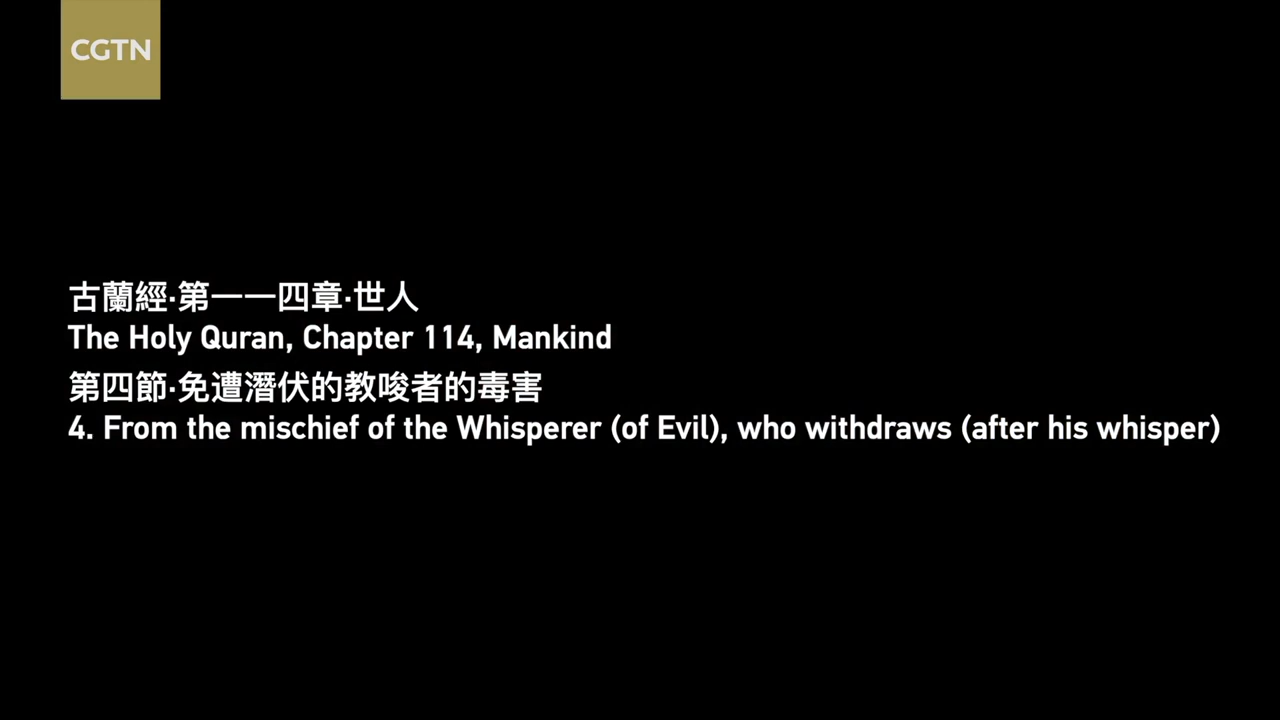 CGTN
古蘭經·第一一四章·世人
The Holy Quran, Chapter 114, Mankind
第四節·免遭潛伏的教唆者的毒害
4. From the mischief of the Whisperer (of Evil), who withdraws (after his whisper)